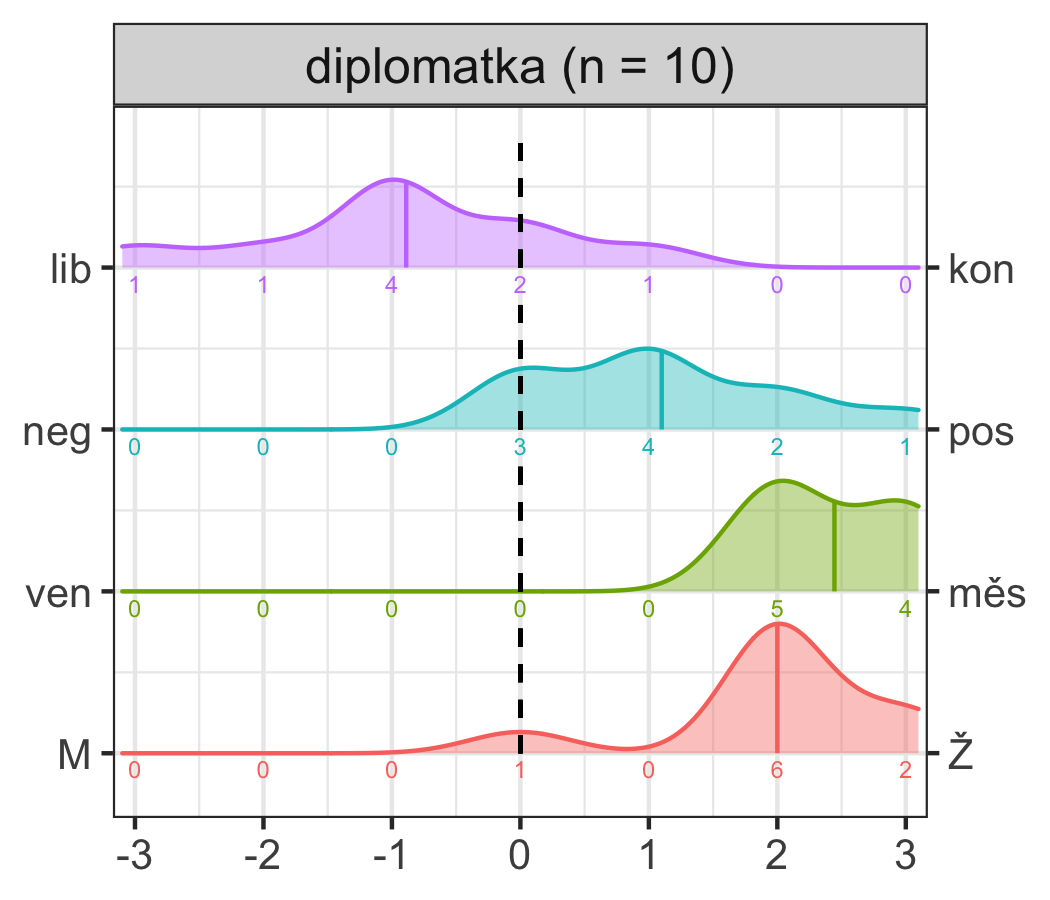 diplomatka (n = 10)
lib kon
1 1 4 2 1 0 0
neg pos
0 0 0 3 4 2 1
ven měs
0 0 0 0 0 5 4
M Ž
0 0 0 1 0 6 2
-3 -2 -1 0 1 2 3